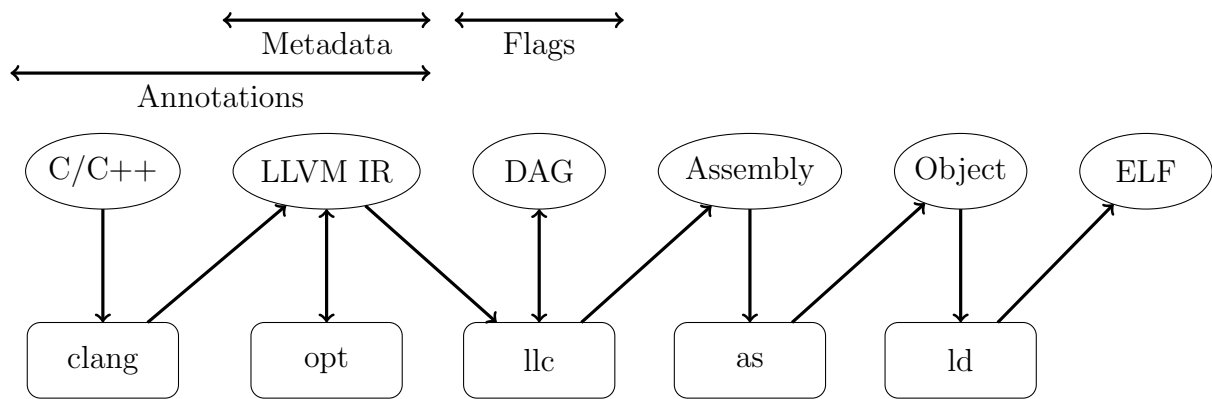 Metadata Flags
Annotations
C/C++ LLVM IR DAG Assembly Object ELF
clang opt llc as ld